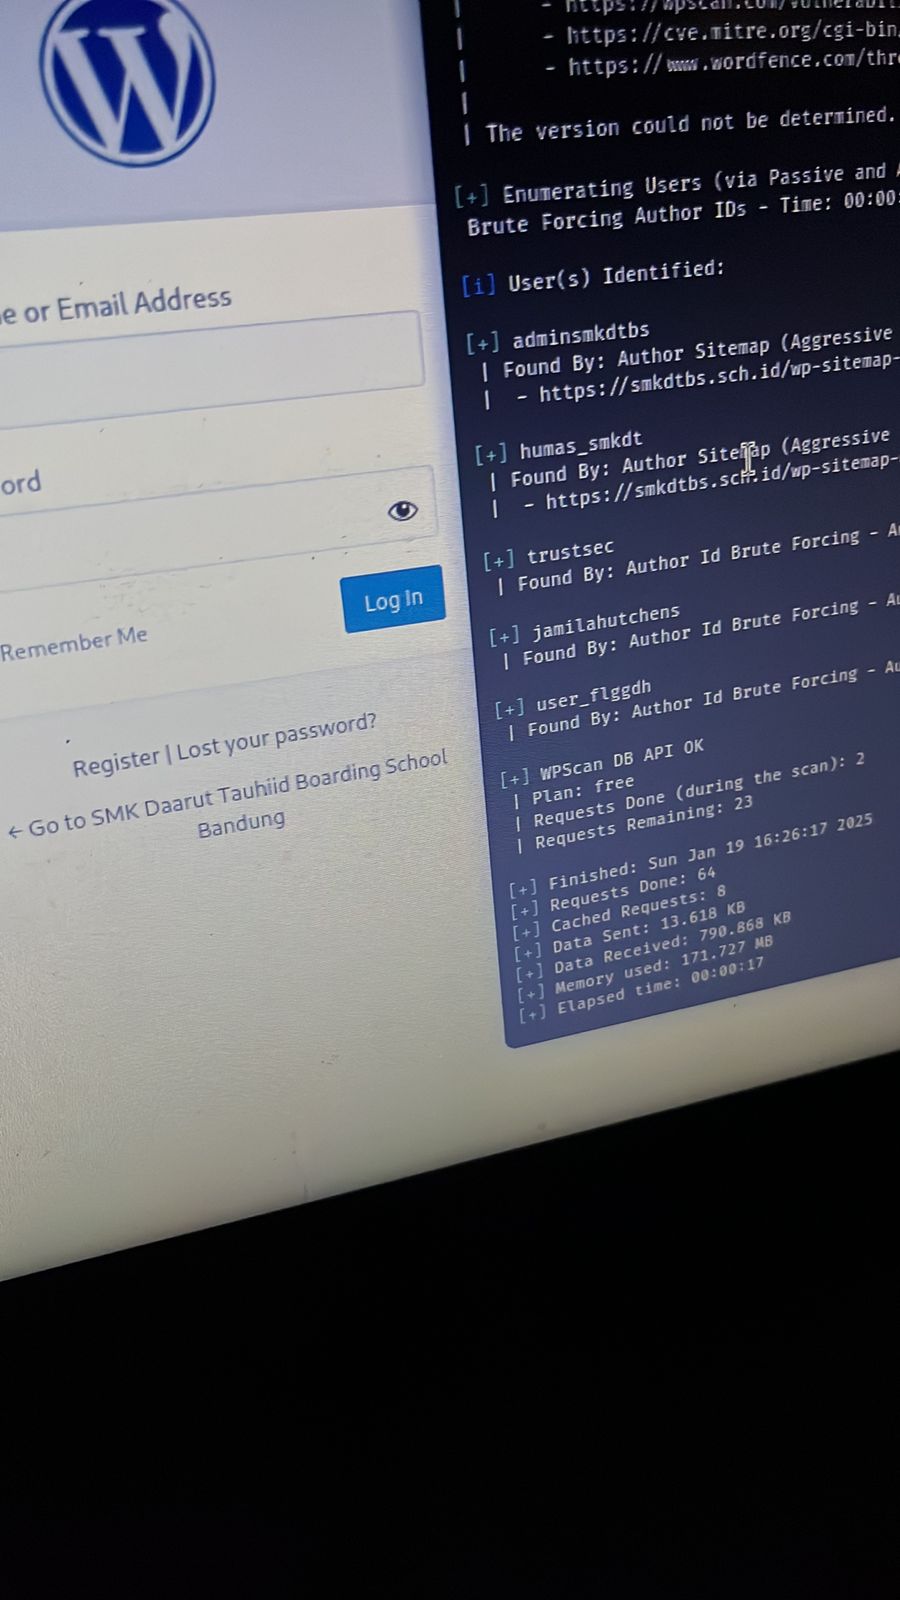 W
e or Email Address
ord
Log In
Remember Me
Register | Lost your password?
← Go to SMK Daarut Tauhiid Boarding School
Bandung
| - https://wpscan.com/vulnerabili
| - https://cve.mitre.org/cgi-bin/
| - https://www.wordfence.com/thre
|
| The version could not be determined.
[+] Enumerating Users (via Passive and A
Brute Forcing Author IDs - Time: 00:00:
[i] User(s) Identified:
[+] adminsmkdtbs
| Found By: Author Sitemap (Aggressive
| - https://smkdtbs.sch.id/wp-sitemap-
[+] humas_smkdt
| Found By: Author Sitemap (Aggressive
| - https://smkdtbs.sch.id/wp-sitemap-
[+] trustsec
| Found By: Author Id Brute Forcing - A
[+] jamilahutchens
| Found By: Author Id Brute Forcing - Au
[+] user_flggdh
| Found By: Author Id Brute Forcing - Au
[+] WPScan DB API OK
| Plan: free
| Requests Done (during the scan): 2
| Requests Remaining: 23
[+] Finished: Sun Jan 19 16:26:17 2025
[+] Requests Done: 64
[+] Cached Requests: 8
[+] Data Sent: 13.618 KB
[+] Data Received: 790.868 KB
[+] Memory used: 171.727 MB
[+] Elapsed time: 00:00:17